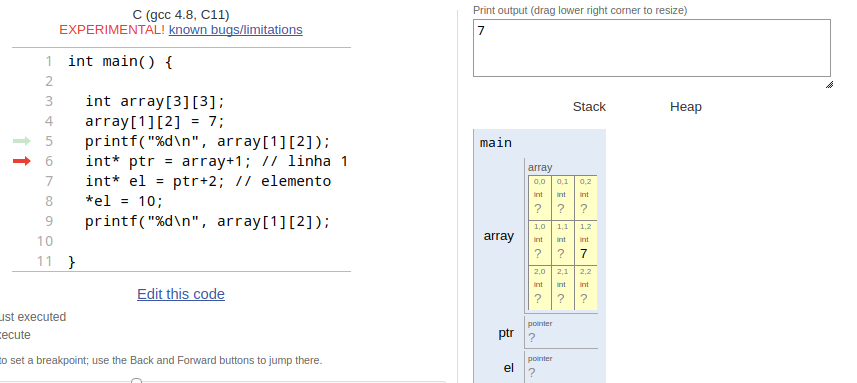 C (gcc 4.8, C11)
EXPERIMENTAL! known bugs/limitations
1 int main() {
2
3 int array[3][3];
4 array[1][2] = 7;
5 printf("%d\n", array[1][2]);
6 int* ptr = array+1; // linha 1
7 int* el = ptr+2; // elemento
8 *el = 10;
9 printf("%d\n", array[1][2]);
10
11 }
Edit this code
ust executed
xecute
to set a breakpoint; use the Back and Forward buttons to jump there.
Print output (drag lower right corner to resize)
7
Stack Heap
main
array
0,0 0,1 0,2
int int int
? ? ?
array
1,0 1,1 1,2
int int int
? ? 7
2,0 2,1 2,2
int int int
? ? ?
ptr pointer
?
el pointer
?